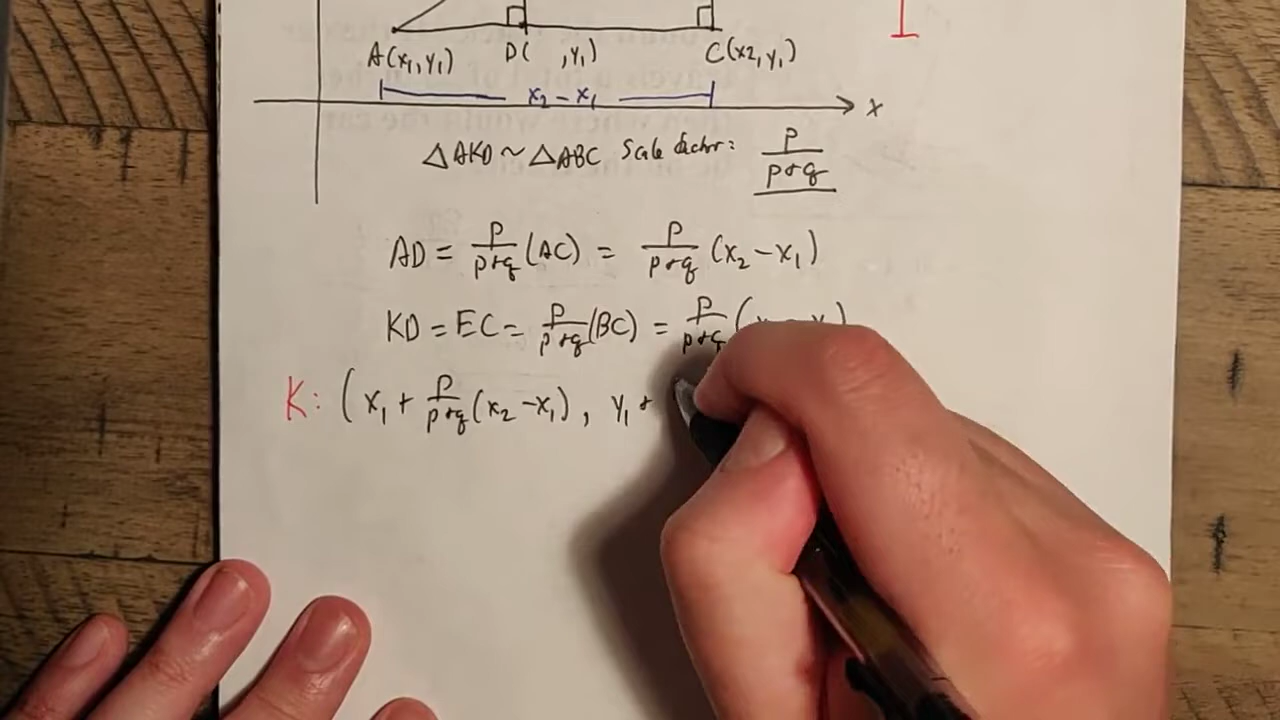 A(x₁,y₁) D( ,y₁) C(x2,y₁)
x₂-x₁
x
△AKD ~ △ABC Scale factor: p/(p+q)
AD = p/(p+q) (AC) = p/(p+q) (x₂-x₁)
KD = EC = p/(p+q) (BC) = p/(p+q) (
K: (x₁ + p/(p+q) (x₂-x₁), y₁ +